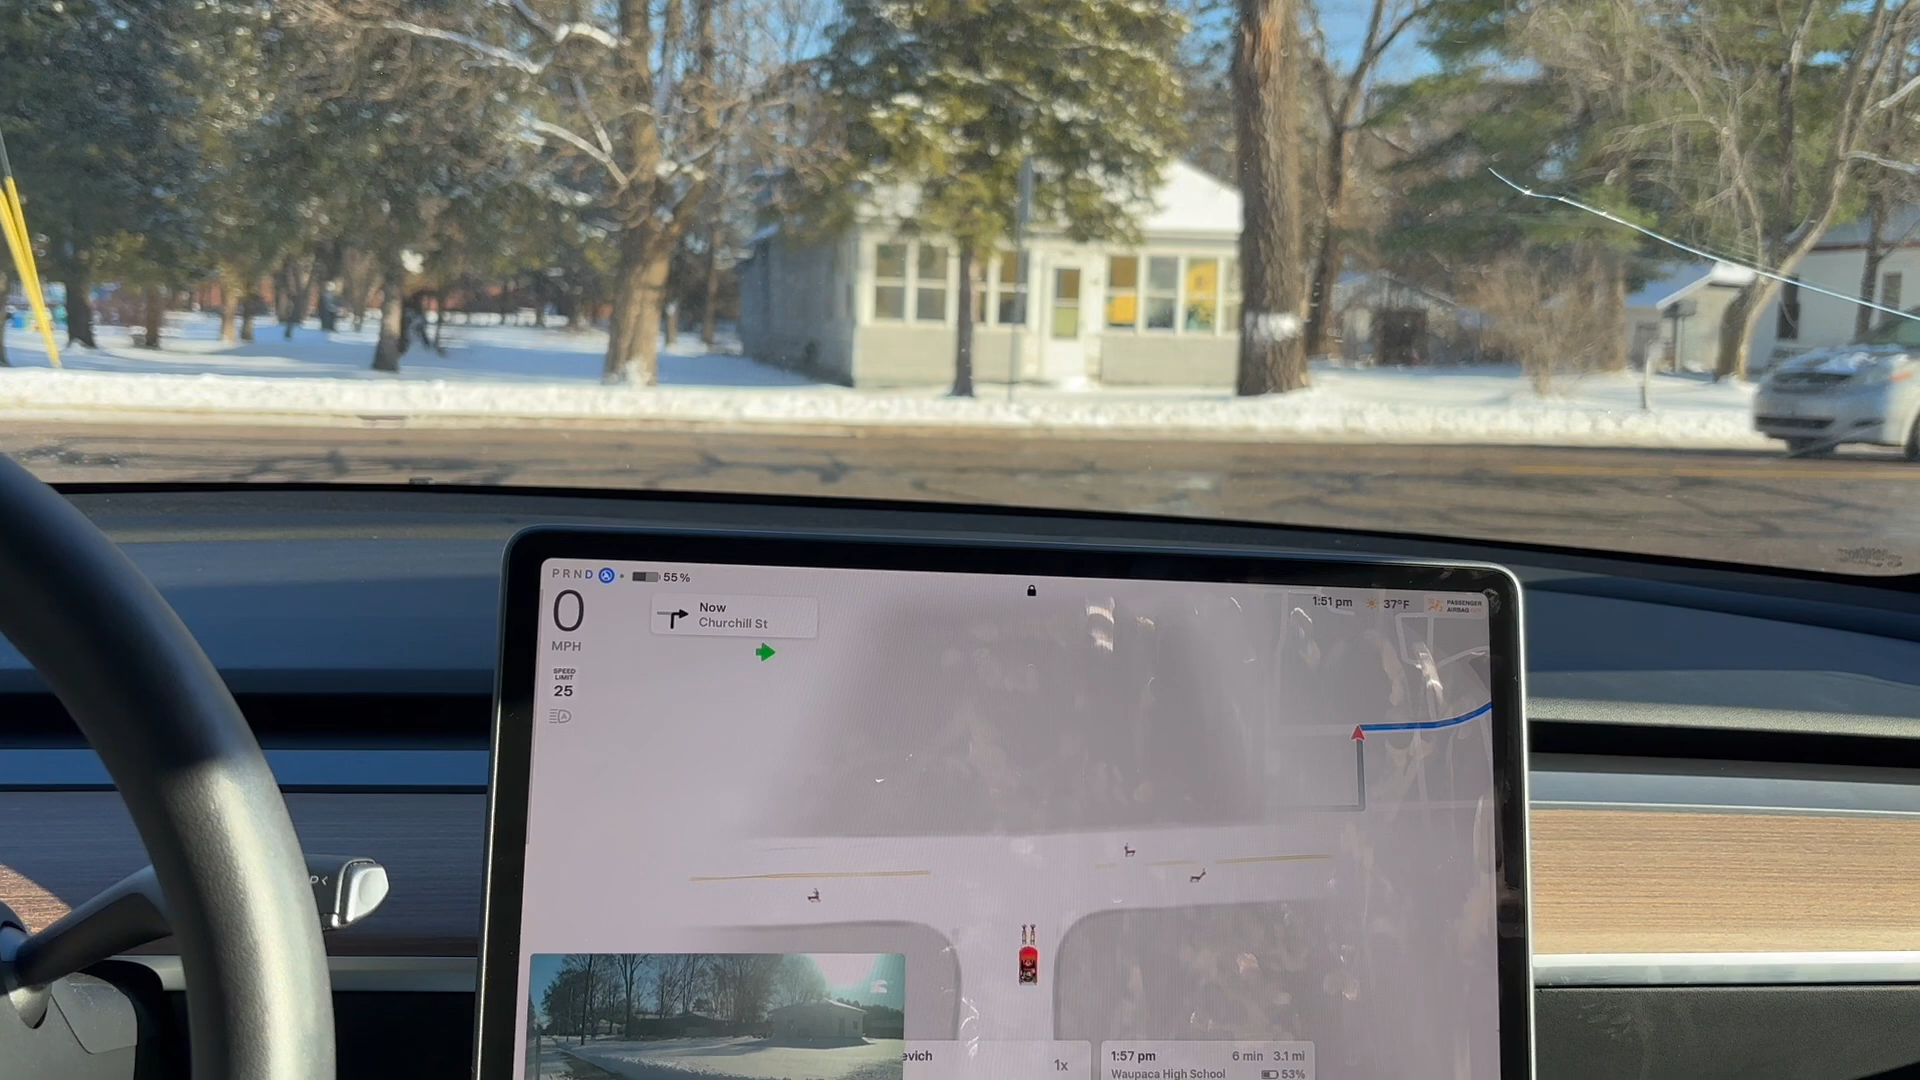 PRND 55%
1:51 pm 37°F PASSENGER
AIRBAG
0
MPH
Now
Churchill St
SPEED
LIMIT
25
evich
1x
1:57 pm 6 min 3.1 mi
Waupaca High School 53%